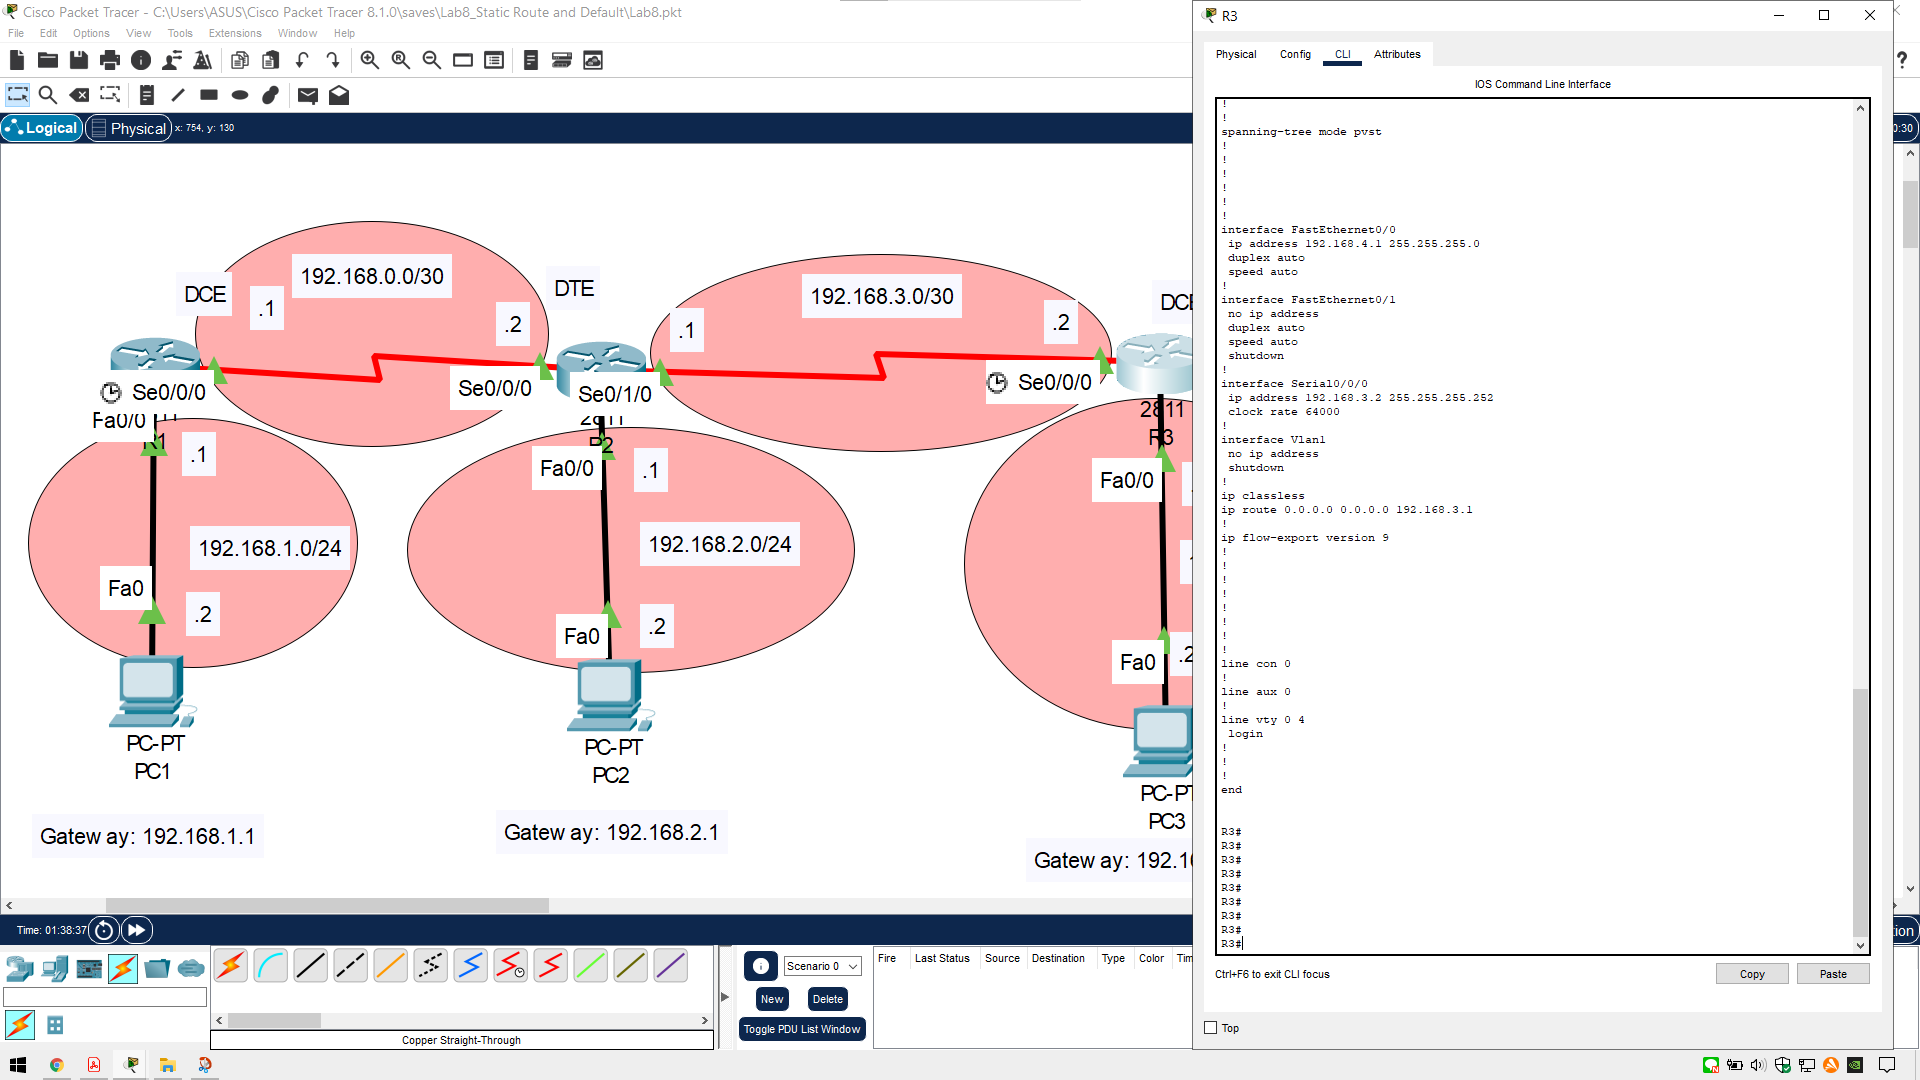 Cisco Packet Tracer - C:\Users\ASUS\Cisco Packet Tracer 8.1.0\saves\Lab8_Static Route and Default\Lab8.pkt
File Edit Options View Tools Extensions Window Help
Logical Physical x: 754, y: 130
0:30
192.168.0.0/30
DCE
.1
.2
DTE
192.168.3.0/30
.1
.2
DCE
Se0/0/0
Se0/0/0
Se0/1/0
Se0/0/0
Fa0/0
R1
2811
R2
2811
R3
.1
Fa0/0
.1
Fa0/0
192.168.1.0/24
192.168.2.0/24
Fa0
.2
Fa0
.2
Fa0
.2
PC-PT
PC1
PC-PT
PC2
PC-PT
PC3
Gatew ay: 192.168.1.1
Gatew ay: 192.168.2.1
Gatew ay: 192.1
Time: 01:38:37
Copper Straight-Through
Scenario 0
New Delete
Toggle PDU List Window
Fire Last Status Source Destination Type Color Tim
tion
R3
Physical Config CLI Attributes
IOS Command Line Interface
!
!
spanning-tree mode pvst
!
!
!
!
!
!
interface FastEthernet0/0
ip address 192.168.4.1 255.255.255.0
duplex auto
speed auto
!
interface FastEthernet0/1
no ip address
duplex auto
speed auto
shutdown
!
interface Serial0/0/0
ip address 192.168.3.2 255.255.255.252
clock rate 64000
!
interface Vlan1
no ip address
shutdown
!
ip classless
ip route 0.0.0.0 0.0.0.0 192.168.3.1
!
ip flow-export version 9
!
!
!
!
!
!
!
!
line con 0
!
line aux 0
!
line vty 0 4
login
!
!
!
end
R3#
R3#
R3#
R3#
R3#
R3#
R3#
R3#
R3#
Ctrl+F6 to exit CLI focus
Copy Paste
Top